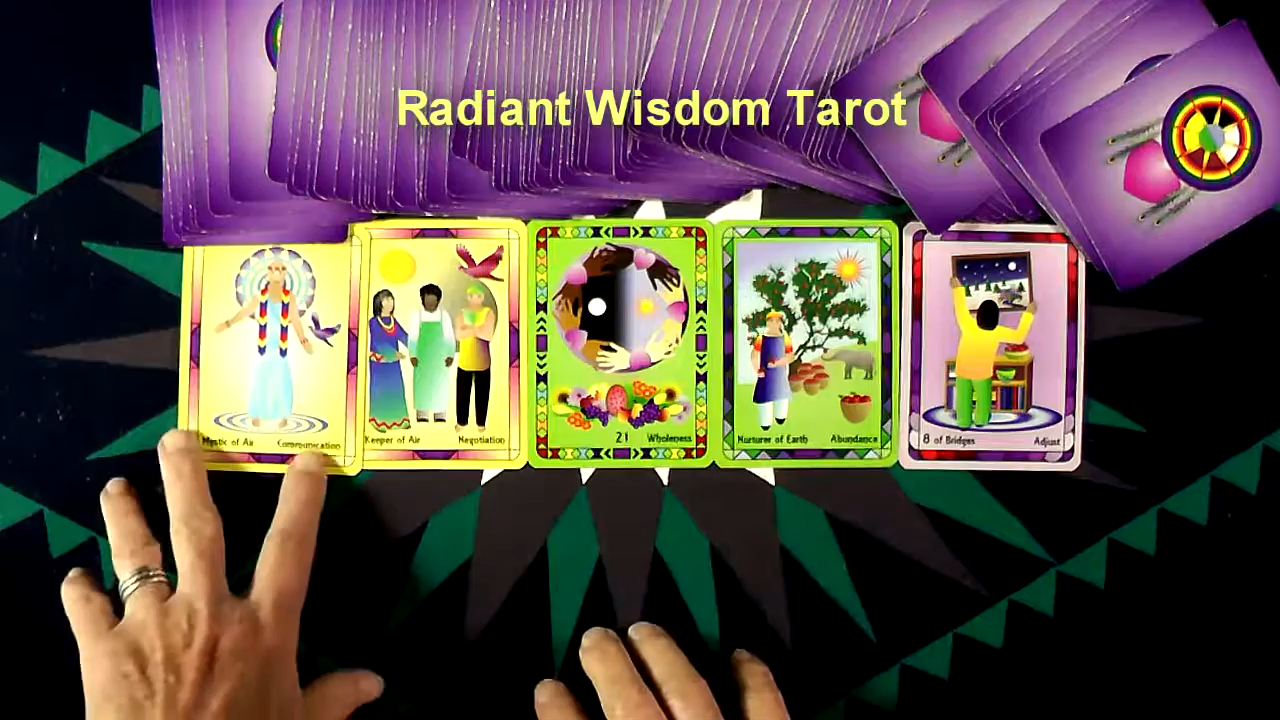 Radiant Wisdom Tarot
Mystic of Air Communication
Keeper of Air Negotiation
21 Wholeness
Nurturer of Earth Abundance
8 of Bridges Adjust